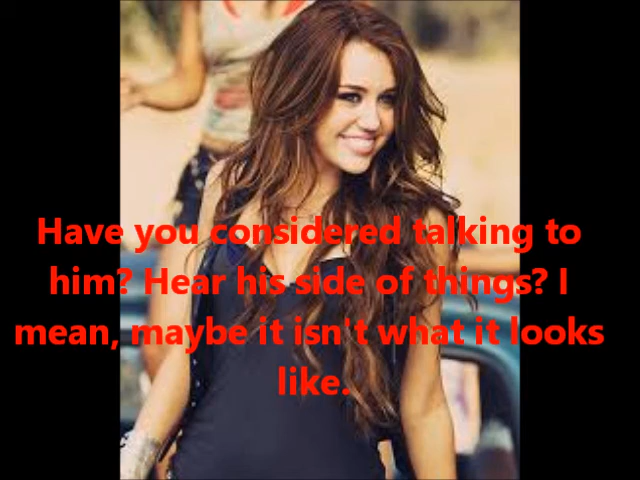 Have you considered talking to
him? Hear his side of things? I
mean, maybe it isn't what it looks
like.